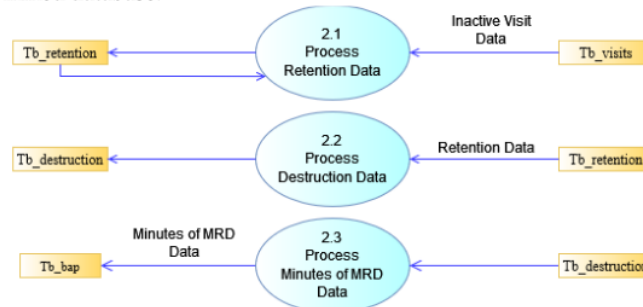 2.1
Process
Retention Data
Inactive Visit
Data
Tb_retention
Tb_visits
2.2
Process
Destruction Data
Retention Data
Tb_destruction
Tb_retention
2.3
Process
Minutes of MRD
Data
Minutes of MRD
Data
Tb_bap
Tb_destruction